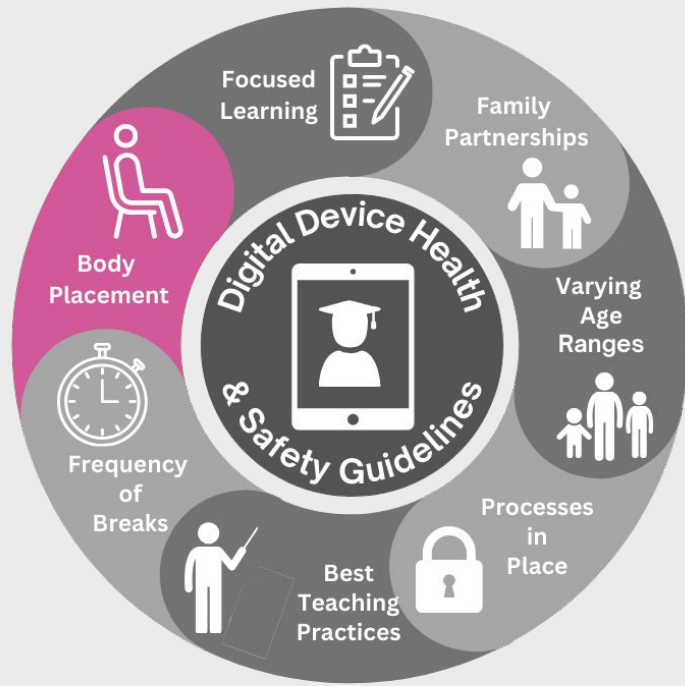 Focused
Learning
Family
Partnerships
Varying
Age
Ranges
Processes
in
Place
Best
Teaching
Practices
Frequency
of
Breaks
Body
Placement
Digital Device Health
& Safety Guidelines